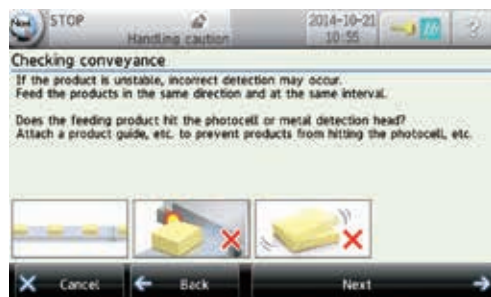 STOP
Handling caution
2014-10-21
10:55
Checking conveyance
If the product is unstable, incorrect detection may occur.
Feed the products in the same direction and at the same interval.
Does the feeding product hit the photocell or metal detection head?
Attach a product guide, etc. to prevent products from hitting the photocell, etc.
Cancel
Back
Next